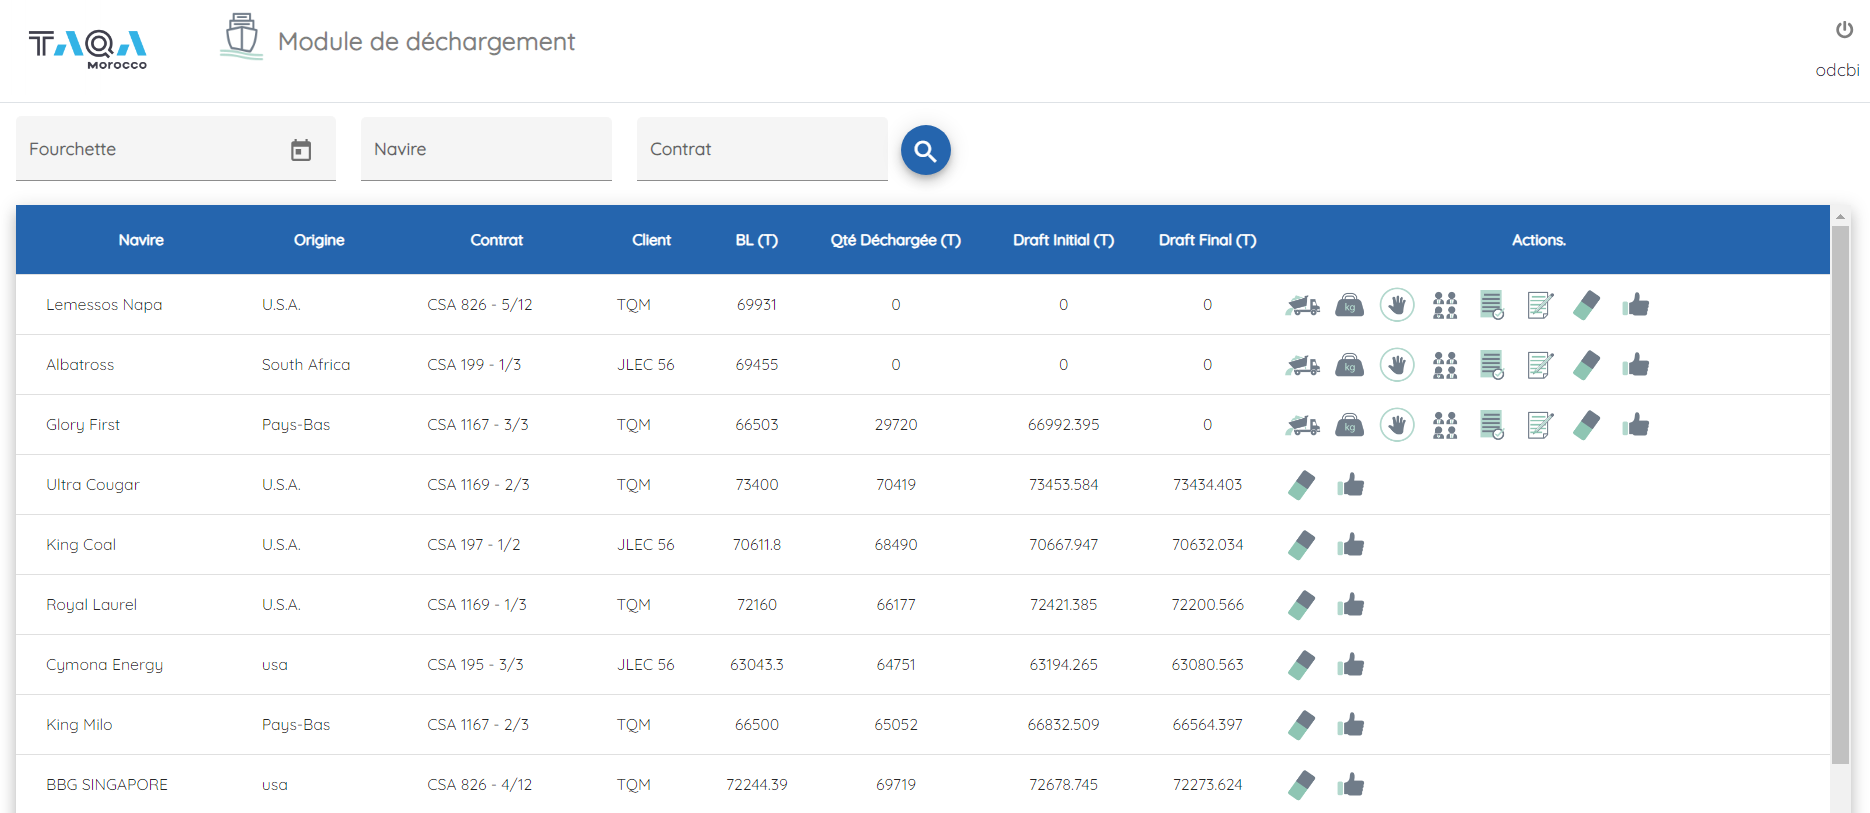 TAQA
MOROCCO
Module de déchargement
odcbi
Fourchette
Navire
Contrat
Navire Origine Contrat Client BL (T) Qté Déchargée (T) Draft Initial (T) Draft Final (T) Actions.
Lemessos Napa U.S.A. CSA 826 - 5/12 TQM 69931 0 0 0 kg
Albatross South Africa CSA 199 - 1/3 JLEC 56 69455 0 0 0 kg
Glory First Pays-Bas CSA 1167 - 3/3 TQM 66503 29720 66992.395 0 kg
Ultra Cougar U.S.A. CSA 1169 - 2/3 TQM 73400 70419 73453.584 73434.403
King Coal U.S.A. CSA 197 - 1/2 JLEC 56 70611.8 68490 70667.947 70632.034
Royal Laurel U.S.A. CSA 1169 - 1/3 TQM 72160 66177 72421.385 72200.566
Cymona Energy usa CSA 195 - 3/3 JLEC 56 63043.3 64751 63194.265 63080.563
King Milo Pays-Bas CSA 1167 - 2/3 TQM 66500 65052 66832.509 66564.397
BBG SINGAPORE usa CSA 826 - 4/12 TQM 72244.39 69719 72678.745 72273.624